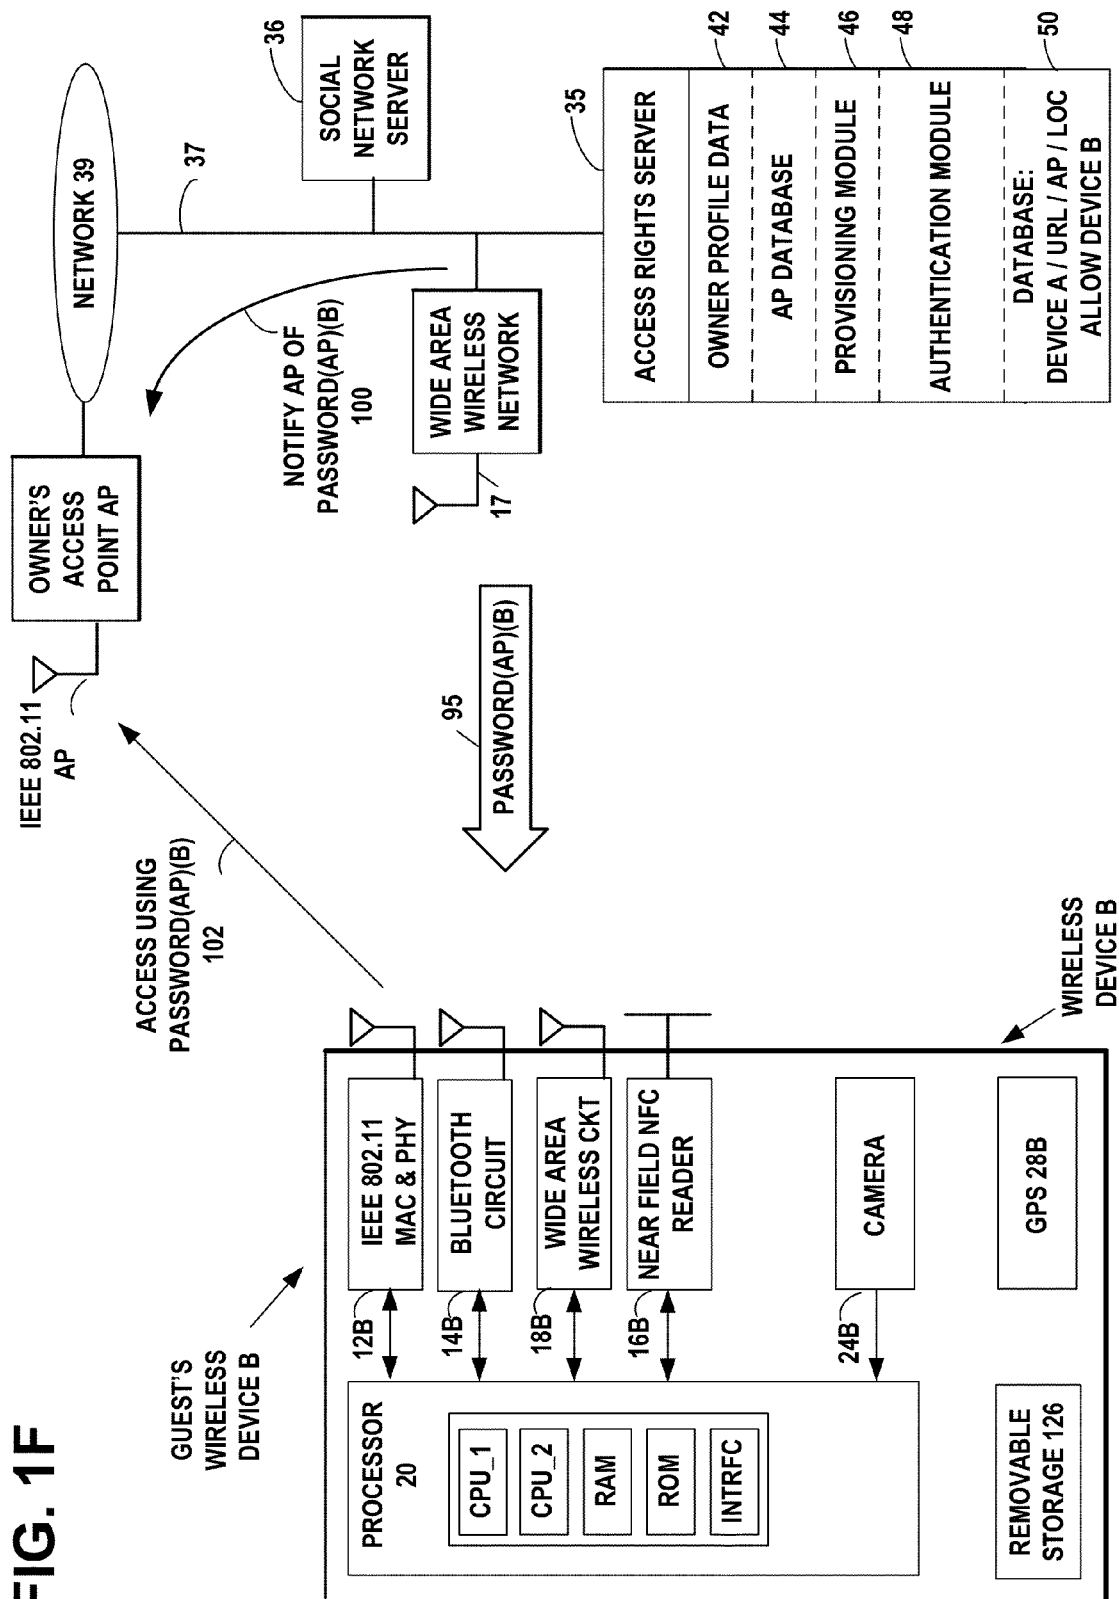 FIG. 1F
GUEST'S
WIRELESS
DEVICE B
PROCESSOR
20
CPU_1
CPU_2
RAM
ROM
INTRFC
REMOVABLE
STORAGE 126
12B
14B
18B
16B
24B
IEEE 802.11
MAC & PHY
BLUETOOTH
CIRCUIT
WIDE AREA
WIRELESS CKT
NEAR FIELD NFC
READER
CAMERA
GPS 28B
WIRELESS
DEVICE B
ACCESS USING
PASSWORD(AP)(B)
102
95
PASSWORD(AP)(B)
IEEE 802.11
AP
OWNER'S
ACCESS
POINT AP
NETWORK 39
37
NOTIFY AP OF
PASSWORD(AP)(B)
100
17
WIDE AREA
WIRELESS
NETWORK
36
SOCIAL
NETWORK
SERVER
35
ACCESS RIGHTS SERVER
OWNER PROFILE DATA
42
AP DATABASE
44
PROVISIONING MODULE
46
AUTHENTICATION MODULE
48
DATABASE:
DEVICE A / URL / AP / LOC
ALLOW DEVICE B
50